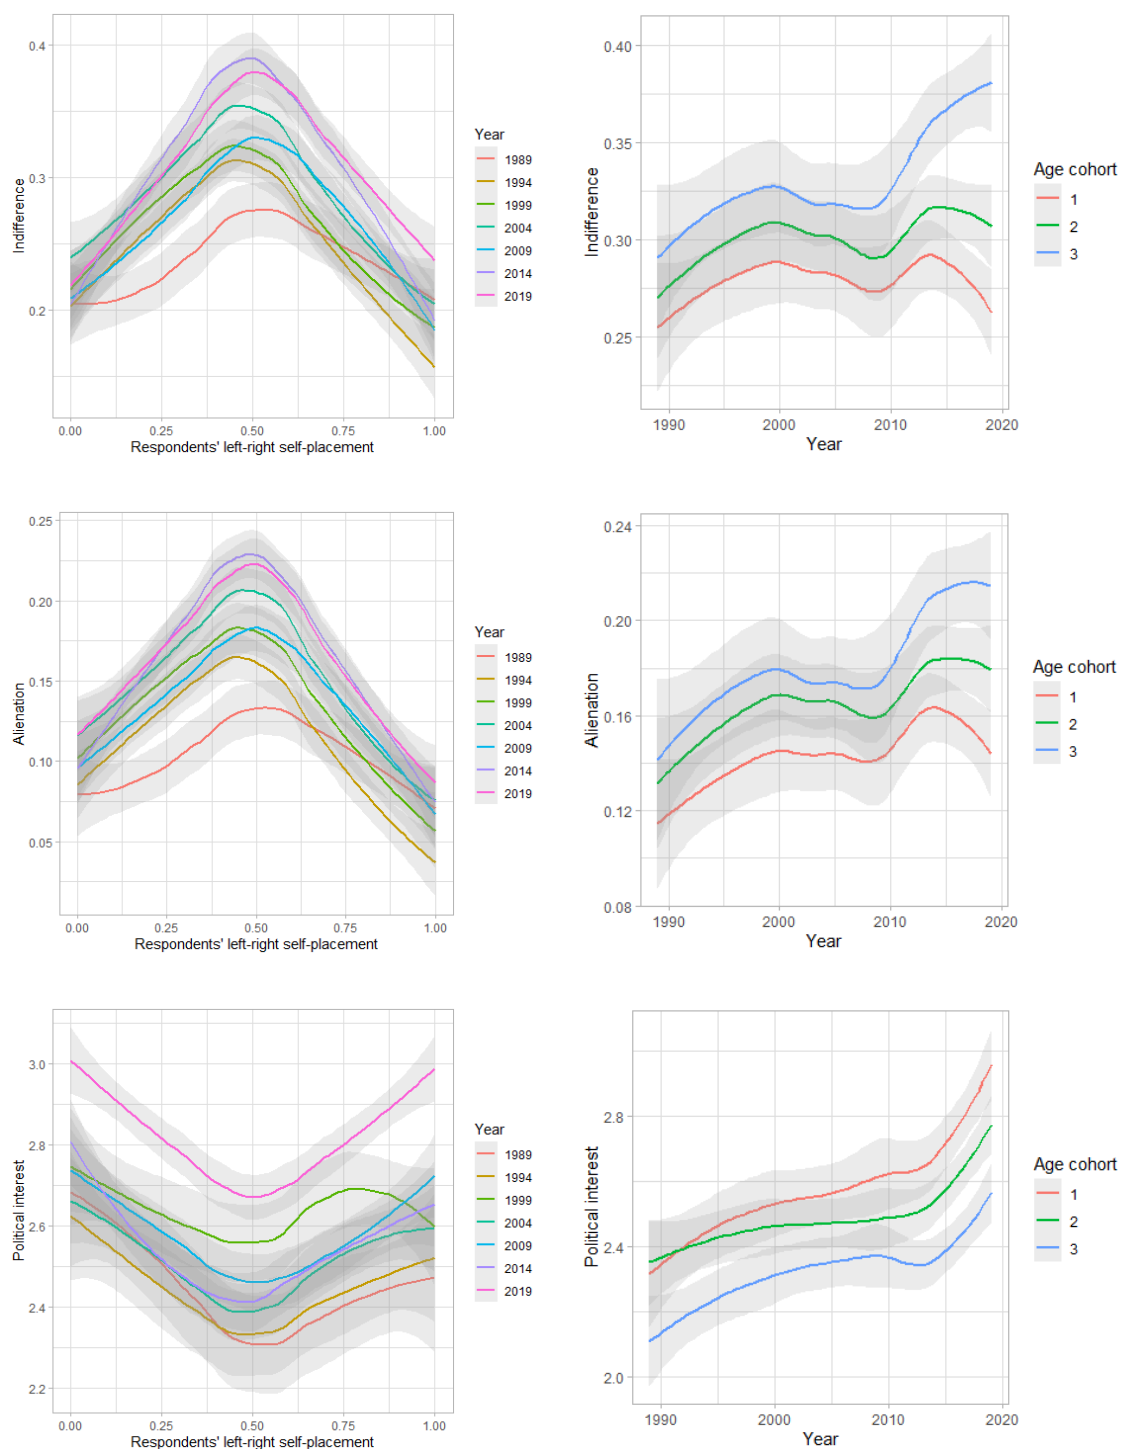 0.4
0.3
0.2
Indifference
0.00 0.25 0.50 0.75 1.00
Respondents' left-right self-placement
Year
1989
1994
1999
2004
2009
2014
2019
0.40
0.35
0.30
0.25
Indifference
1990 2000 2010 2020
Year
Age cohort
1
2
3
0.25
0.20
0.15
0.10
0.05
Alienation
0.00 0.25 0.50 0.75 1.00
Respondents' left-right self-placement
Year
1989
1994
1999
2004
2009
2014
2019
0.24
0.20
0.16
0.12
0.08
Alienation
1990 2000 2010 2020
Year
Age cohort
1
2
3
3.0
2.8
2.6
2.4
2.2
Political interest
0.00 0.25 0.50 0.75 1.00
Respondents' left-right self-placement
Year
1989
1994
1999
2004
2009
2014
2019
2.8
2.4
2.0
Political interest
1990 2000 2010 2020
Year
Age cohort
1
2
3